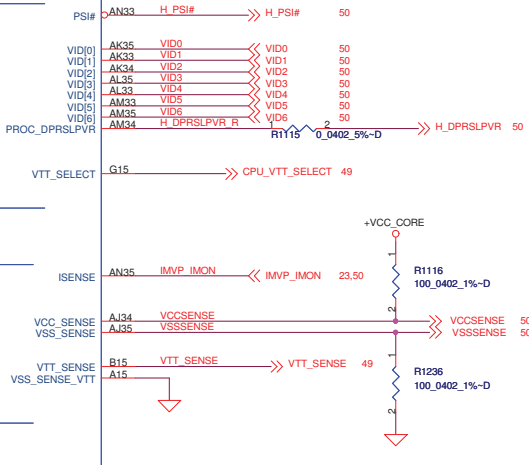 PSI# AN33 H_PSI# H_PSI# 50
VID[0] AK35 VID0 VID0 50
VID[1] AK33 VID1 VID1 50
VID[2] AK34 VID2 VID2 50
VID[3] AL35 VID3 VID3 50
VID[4] AL33 VID4 VID4 50
VID[5] AM33 VID5 VID5 50
VID[6] AM35 VID6 VID6 50
PROC_DPRSLPVR AM34 H_DPRSLPVR_R 1 2 H_DPRSLPVR 50
R1115 0_0402_5%~D
VTT_SELECT G15 CPU_VTT_SELECT 49
+VCC_CORE
1
R1116
100_0402_1%~D
2
ISENSE AN35 IMVP_IMON IMVP_IMON 23,50
VCC_SENSE AJ34 VCCSENSE VCCSENSE 50
VSS_SENSE AJ35 VSSSENSE VSSSENSE 50
VTT_SENSE B15 VTT_SENSE VTT_SENSE 49
VSS_SENSE_VTT A15
1
R1236
100_0402_1%~D
2